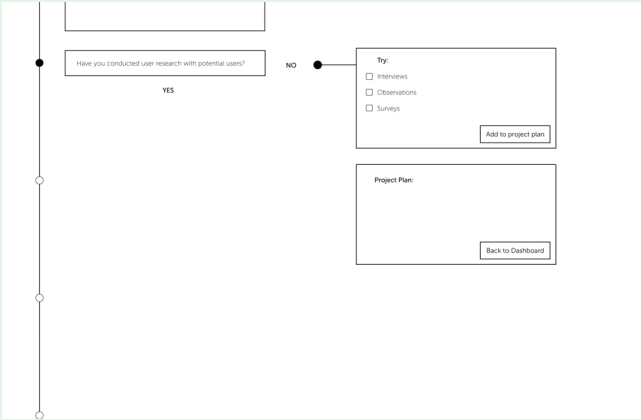 Have you conducted user research with potential users?
YES
NO
Try:
Interviews
Observations
Surveys
Add to project plan
Project Plan:
Back to Dashboard